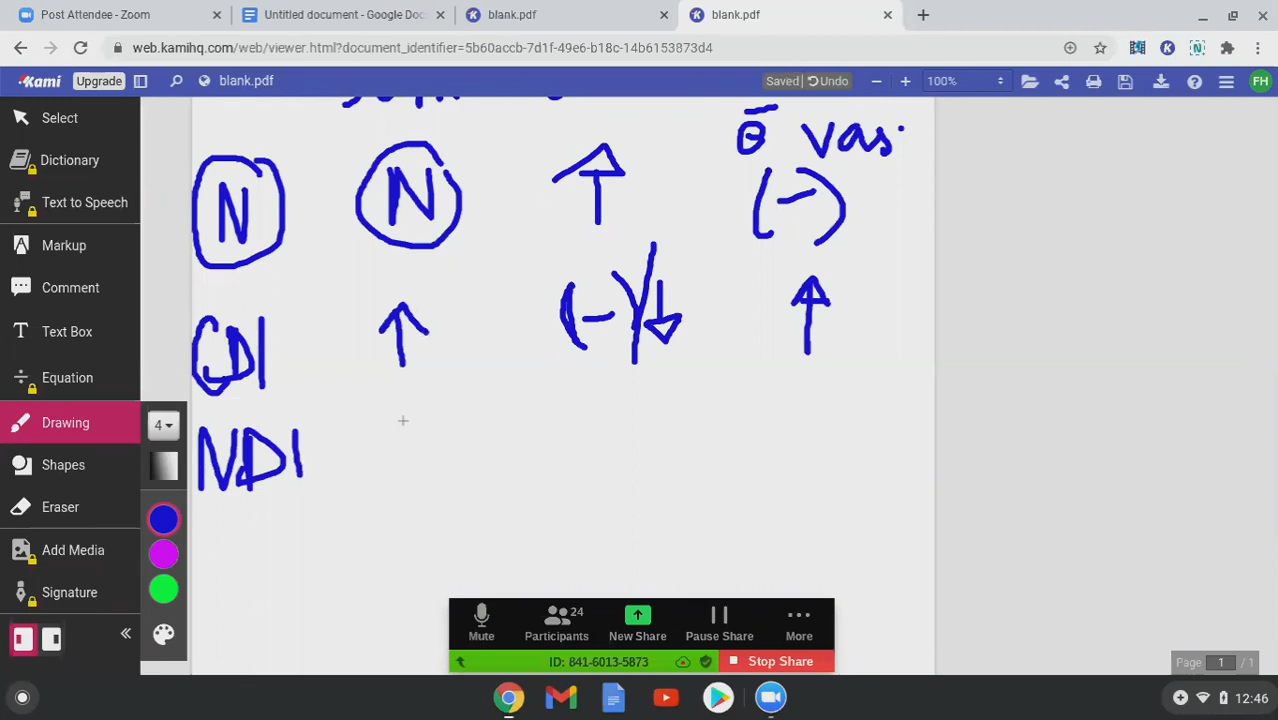 Post Attendee - Zoom
Untitled document - Google Docs
blank.pdf
blank.pdf
web.kamihq.com/web/viewer.html?document_identifier=5b60accb-7d1f-49e6-b18c-14b6153873d4
Kami Upgrade blank.pdf Saved Undo 100% FH
Select
Dictionary
Text to Speech
Markup
Comment
Text Box
Equation
Drawing 4
Shapes
Eraser
Add Media
Signature
vas.
N N ↑ (-)
CDI ↑ (-)/↓ ↑
NDI
24
Mute Participants New Share Pause Share More
ID: 841-6013-5873 Stop Share
Page 1 / 1
12:46